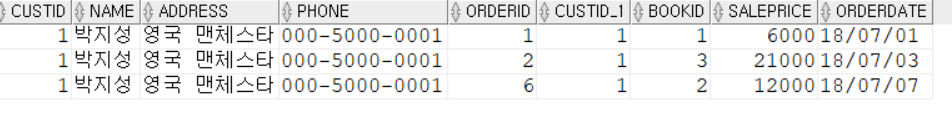 CUSTID NAME ADDRESS PHONE ORDERID CUSTID_1 BOOKID SALEPRICE ORDERDATE
1 박지성 영국 맨체스타 000-5000-0001 1 1 1 6000 18/07/01
1 박지성 영국 맨체스타 000-5000-0001 2 1 3 21000 18/07/03
1 박지성 영국 맨체스타 000-5000-0001 6 1 2 12000 18/07/07